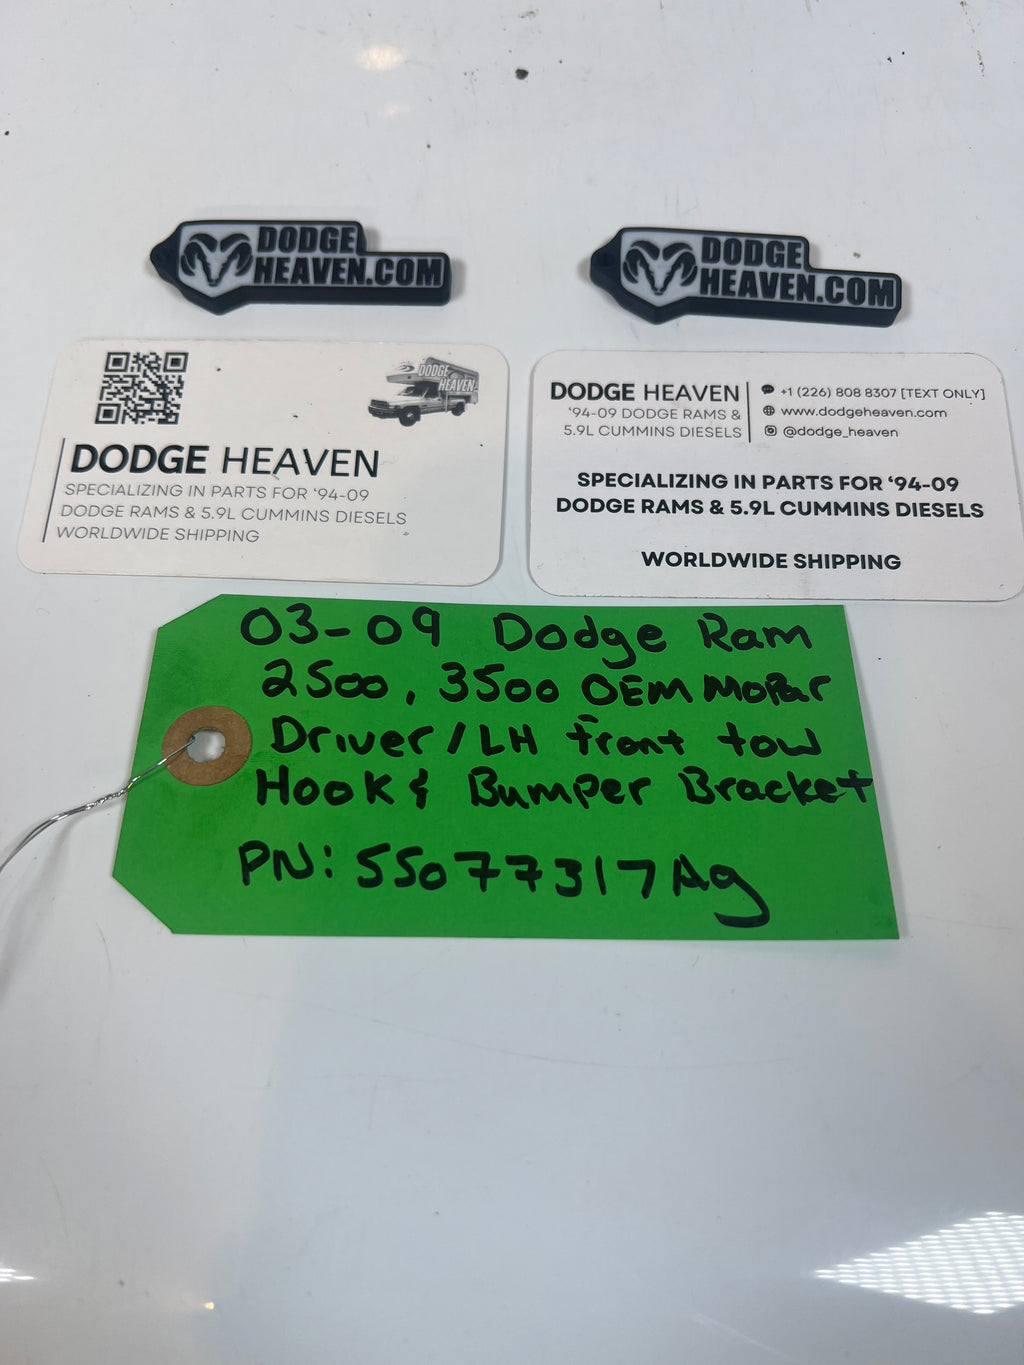 DODGE
HEAVEN.COM
DODGE
HEAVEN.COM
DODGE
HEAVEN
DODGE HEAVEN
SPECIALIZING IN PARTS FOR '94-09
DODGE RAMS & 5.9L CUMMINS DIESELS
WORLDWIDE SHIPPING
DODGE HEAVEN
'94-09 DODGE RAMS &
5.9L CUMMINS DIESELS
+1 (226) 808 8307 [TEXT ONLY]
www.dodgeheaven.com
@dodge_heaven
SPECIALIZING IN PARTS FOR '94-09
DODGE RAMS & 5.9L CUMMINS DIESELS
WORLDWIDE SHIPPING
03-09 Dodge Ram
2500, 3500 OEM Mopar
Driver/LH front tow
Hook & Bumper Bracket
PN: 55077317Ag